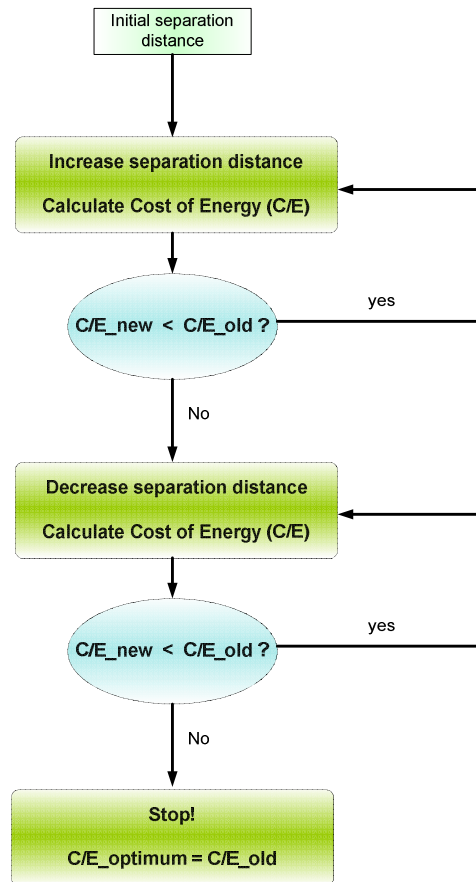 Initial separation
distance
Increase separation distance
Calculate Cost of Energy (C/E)
C/E_new < C/E_old ?
yes
No
Decrease separation distance
Calculate Cost of Energy (C/E)
C/E_new < C/E_old ?
yes
No
Stop!
C/E_optimum = C/E_old